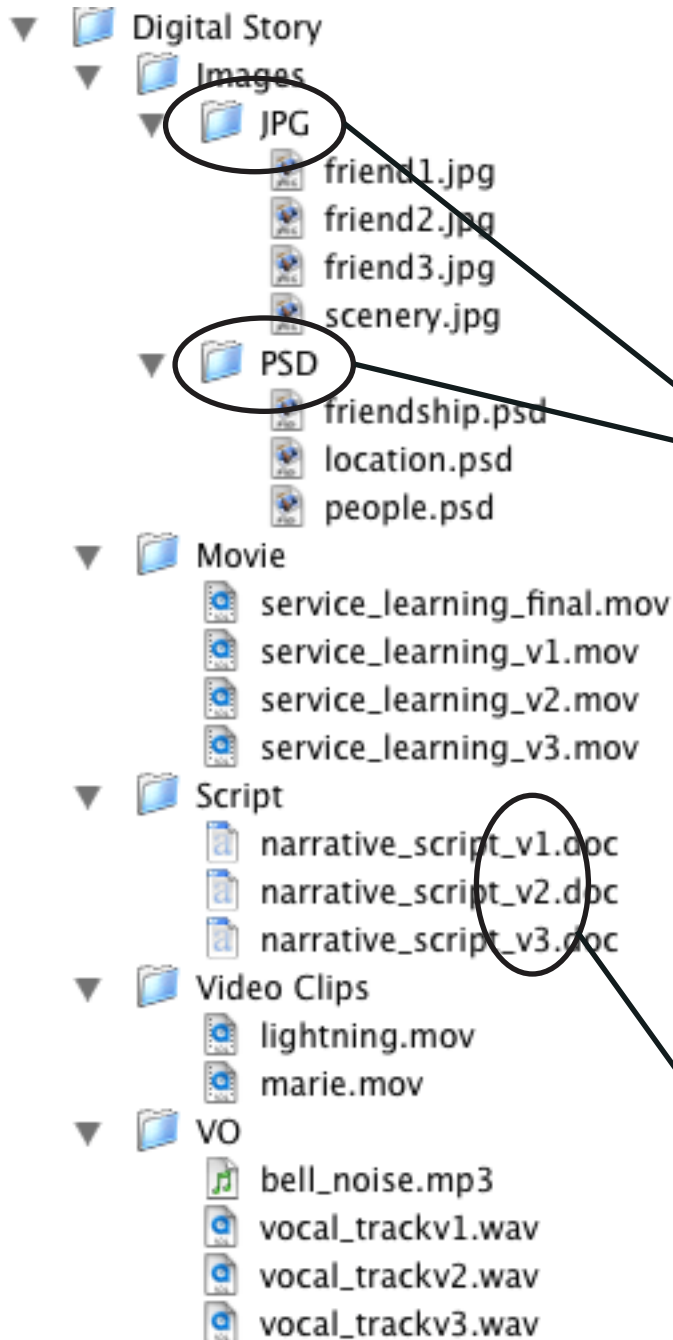 Digital Story
Images
JPG
friend1.jpg
friend2.jpg
friend3.jpg
scenery.jpg
PSD
friendship.psd
location.psd
people.psd
Movie
service_learning_final.mov
service_learning_v1.mov
service_learning_v2.mov
service_learning_v3.mov
Script
narrative_script_v1.doc
narrative_script_v2.doc
narrative_script_v3.doc
Video Clips
lightning.mov
marie.mov
VO
bell_noise.mp3
vocal_trackv1.wav
vocal_trackv2.wav
vocal_trackv3.wav